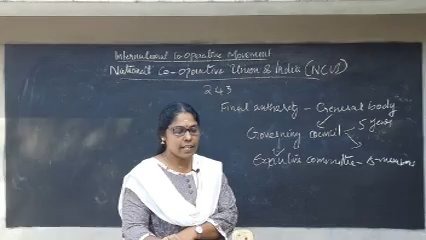 International Co-operative Movement
National Co-operative Union of India (NCUI)
243
Final authority - General body
Governing council 5 years
Executive committee - 8 members